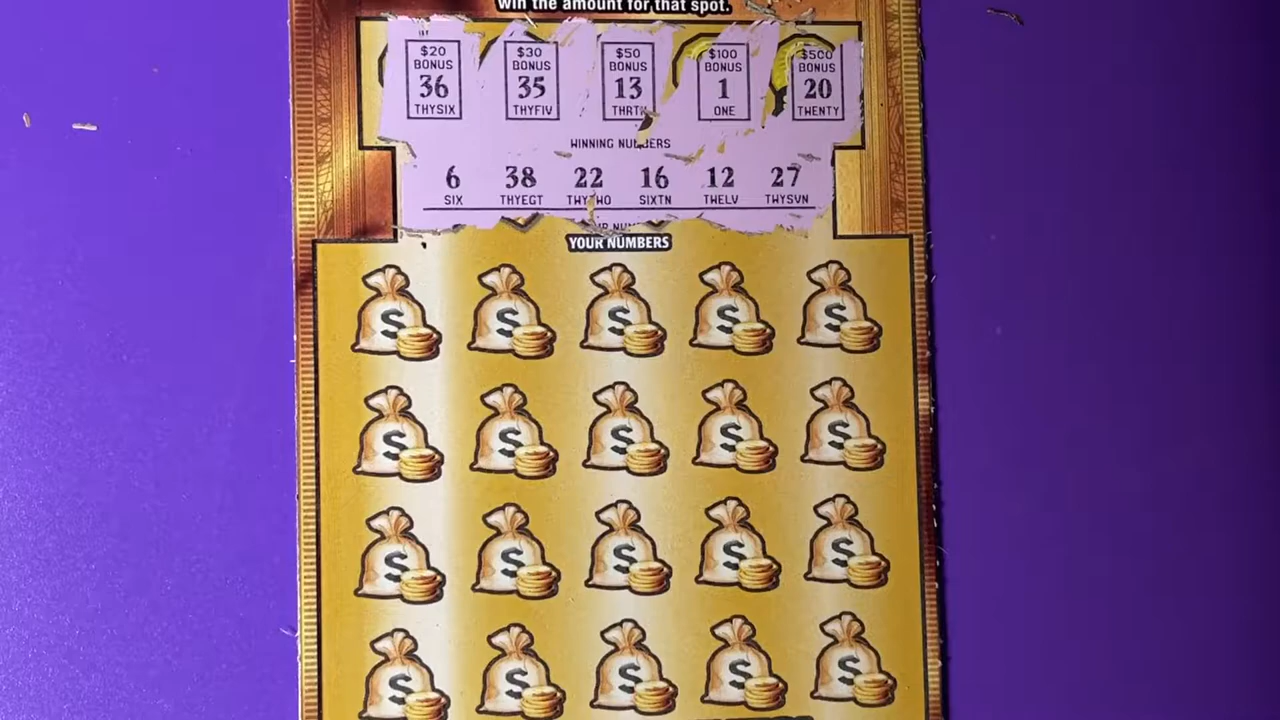 win the amount for that spot.
$20 $30 $50 $100 $500
BONUS BONUS BONUS BONUS BONUS
36 35 13 1 20
THYSIX THYFIV ONE TWENTY
WINNING NUMBERS
6 38 22 16 12 27
SIX THYEGT SIXTN TWELV THYSVN
YOUR NUMBERS
S S S S S
S S S S S
S S S S S
S S S S S